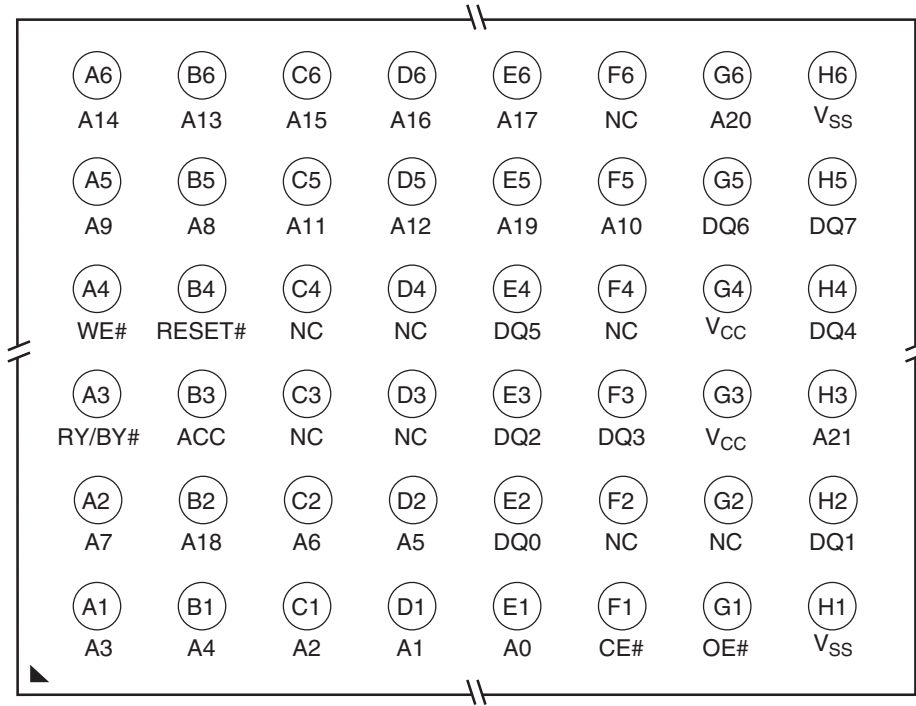 A6 B6 C6 D6 E6 F6 G6 H6
A14 A13 A15 A16 A17 NC A20 VSS
A5 B5 C5 D5 E5 F5 G5 H5
A9 A8 A11 A12 A19 A10 DQ6 DQ7
A4 B4 C4 D4 E4 F4 G4 H4
WE# RESET# NC NC DQ5 NC VCC DQ4
A3 B3 C3 D3 E3 F3 G3 H3
RY/BY# ACC NC NC DQ2 DQ3 VCC A21
A2 B2 C2 D2 E2 F2 G2 H2
A7 A18 A6 A5 DQ0 NC NC DQ1
A1 B1 C1 D1 E1 F1 G1 H1
A3 A4 A2 A1 A0 CE# OE# VSS